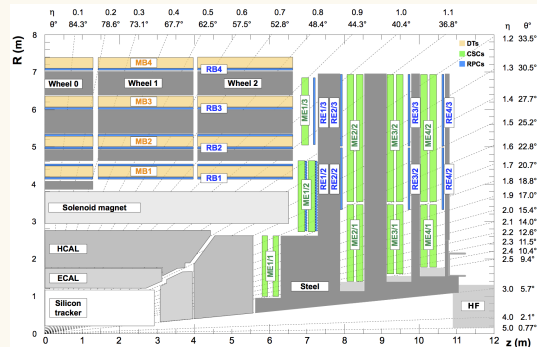 η 0.1 0.2 0.3 0.4 0.5 0.6 0.7 0.8 0.9 1.0 1.1 η θ°
θ° 84.3° 78.6° 73.1° 67.7° 62.5° 57.5° 52.8° 48.4° 44.3° 40.4° 36.8°
R (m)
8
7
6
5
4
3
2
1
0
1.2 33.5°
1.3 30.5°
1.4 27.7°
1.5 25.2°
1.6 22.8°
1.7 20.7°
1.8 18.8°
1.9 17.0°
2.0 15.4°
2.1 14.0°
2.2 12.6°
2.3 11.5°
2.4 10.4°
2.5 9.4°
3.0 5.7°
4.0 2.1°
5.0 0.77°
DTs
CSCs
RPCs
MB4
RB4
Wheel 0
Wheel 1
Wheel 2
MB3
RB3
MB2
RB2
MB1
RB1
Solenoid magnet
HCAL
ECAL
Silicon
tracker
Steel
HF
ME1/3
RE1/3
RE2/3
ME2/2
ME3/2
RE3/3
ME4/2
RE4/3
ME1/2
RE1/2
RE2/2
RE3/2
RE4/2
ME1/1
ME2/1
ME3/1
ME4/1
0 1 2 3 4 5 6 7 8 9 10 11 12
z (m)